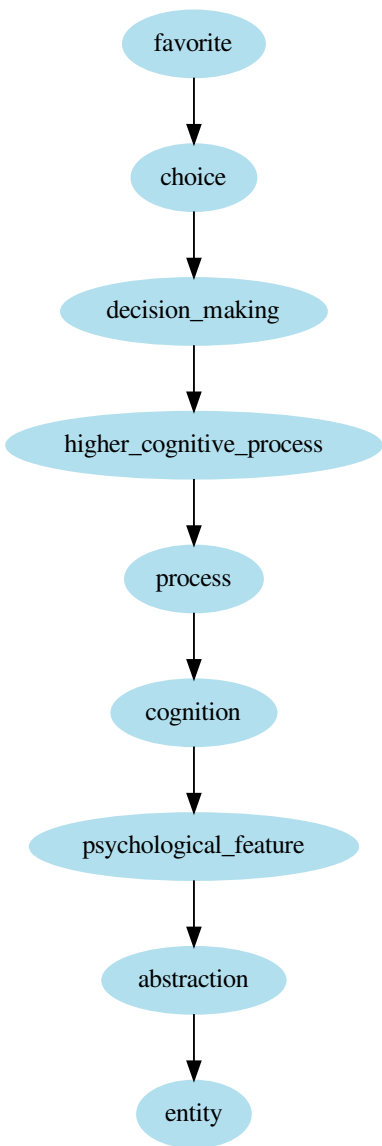 favorite
choice
decision_making
higher_cognitive_process
process
cognition
psychological_feature
abstraction
entity